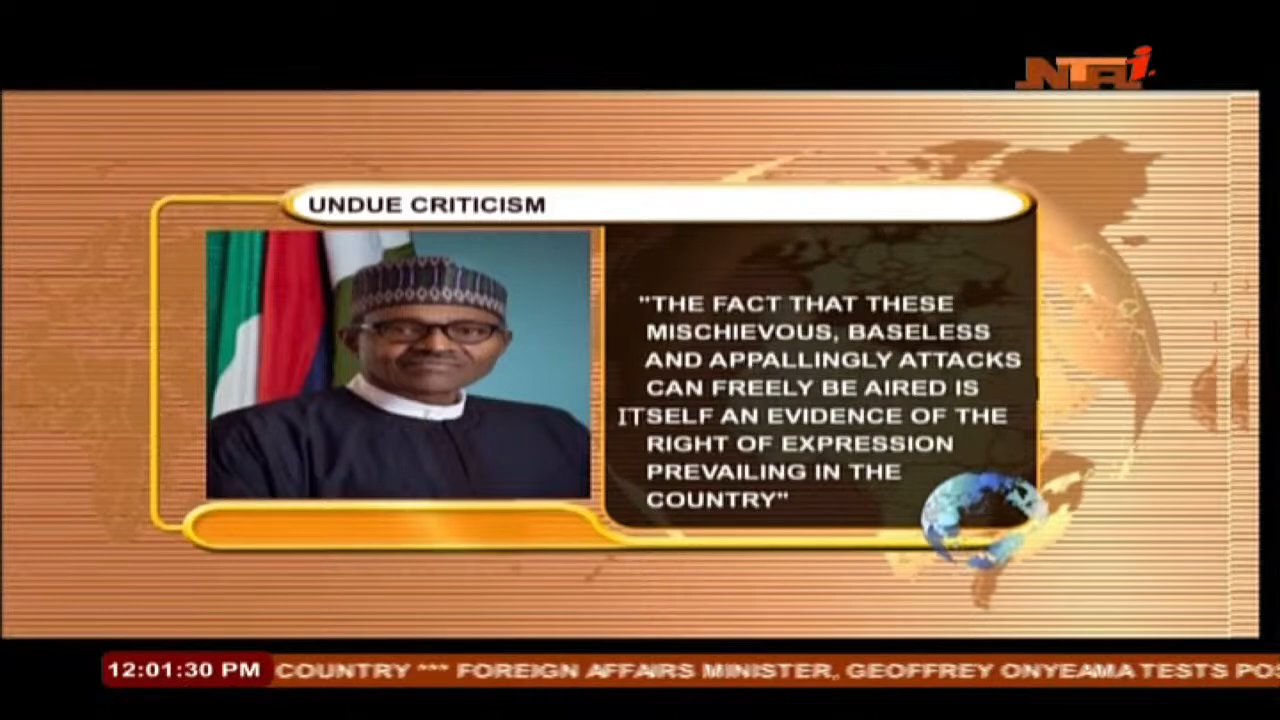 NTAi
UNDUE CRITICISM
"THE FACT THAT THESE
MISCHIEVOUS, BASELESS
AND APPALLINGLY ATTACKS
CAN FREELY BE AIRED IS
ITSELF AN EVIDENCE OF THE
RIGHT OF EXPRESSION
PREVAILING IN THE
COUNTRY"
12:01:30 PM COUNTRY *** FOREIGN AFFAIRS MINISTER, GEOFFREY ONYEAMA TESTS POS